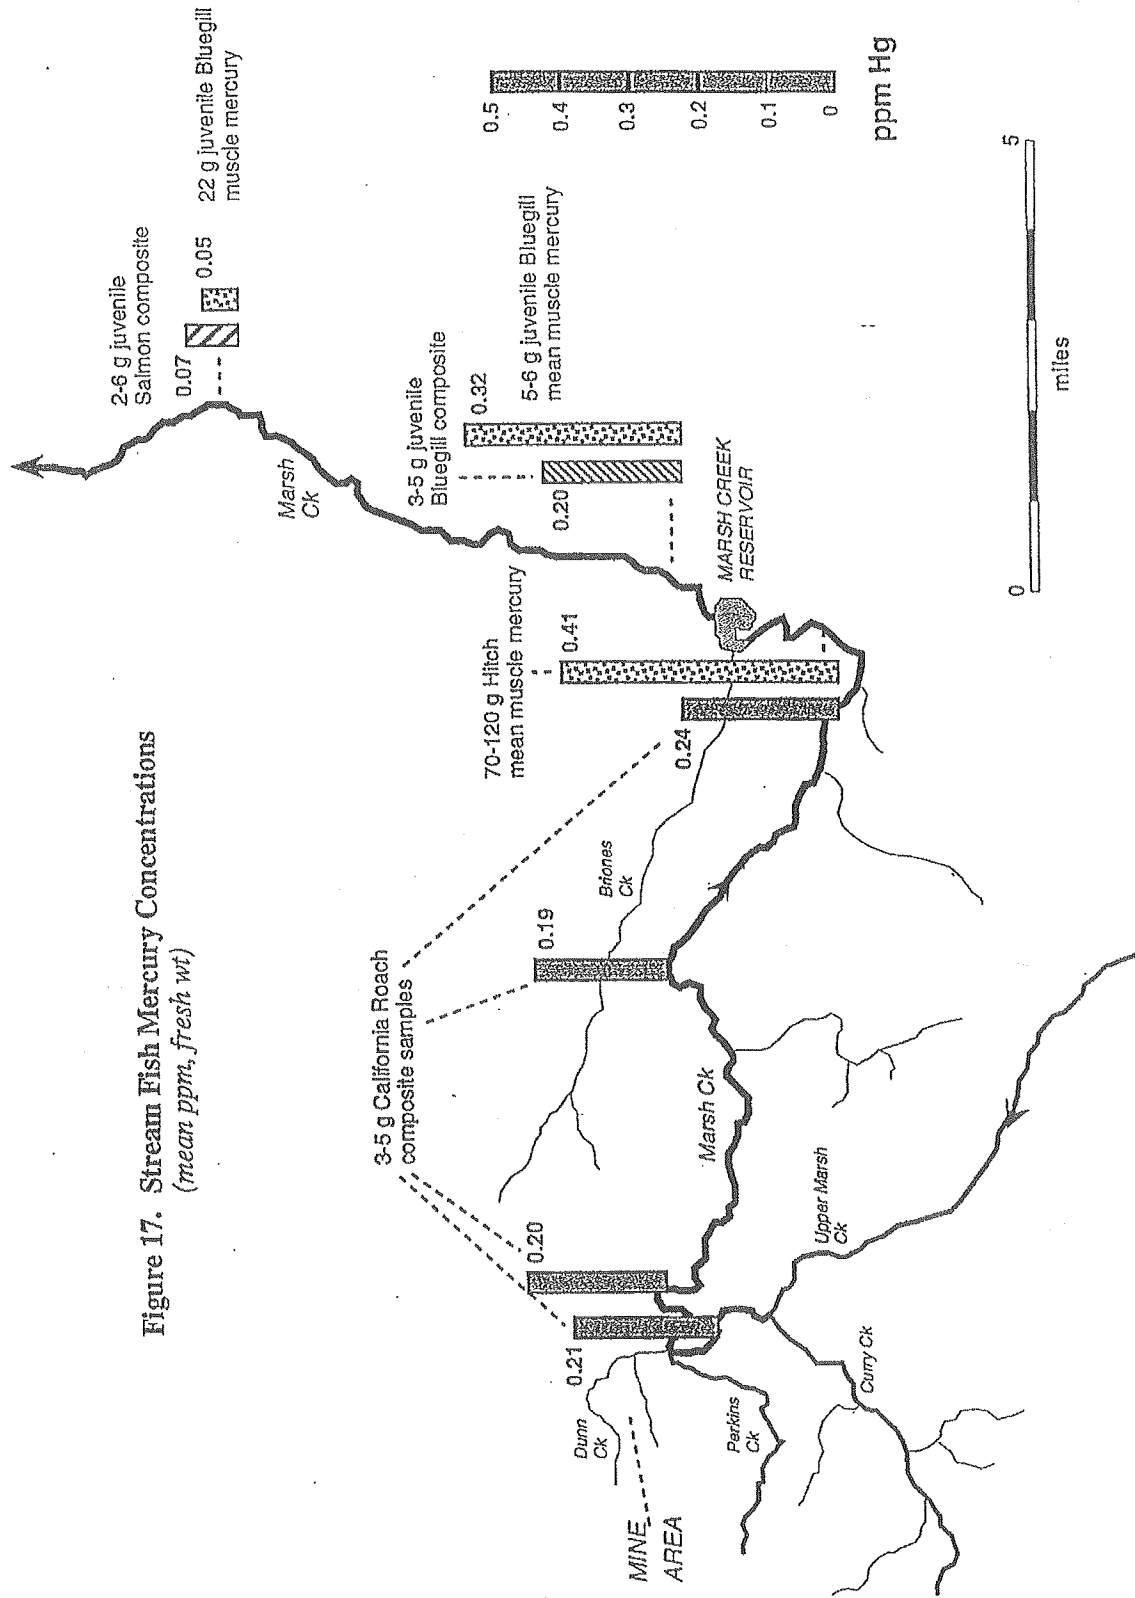 Figure 17. Stream Fish Mercury Concentrations
(mean ppm, fresh wt)
2-6 g juvenile
Salmon composite
0.07
0.05
22 g juvenile Bluegill
muscle mercury
Marsh
Ck
3-5 g juvenile
Bluegill composite
0.20
0.32
5-6 g juvenile Bluegill
mean muscle mercury
70-120 g Hitch
mean muscle mercury
0.41
0.24
MARSH CREEK
RESERVOIR
3-5 g California Roach
composite samples
0.21
0.20
0.19
Briones
Ck
Marsh Ck
Upper Marsh
Ck
Dunn
Ck
MINE
AREA
Perkins
Ck
Curry Ck
0.5
0.4
0.3
0.2
0.1
0
ppm Hg
0
5
miles